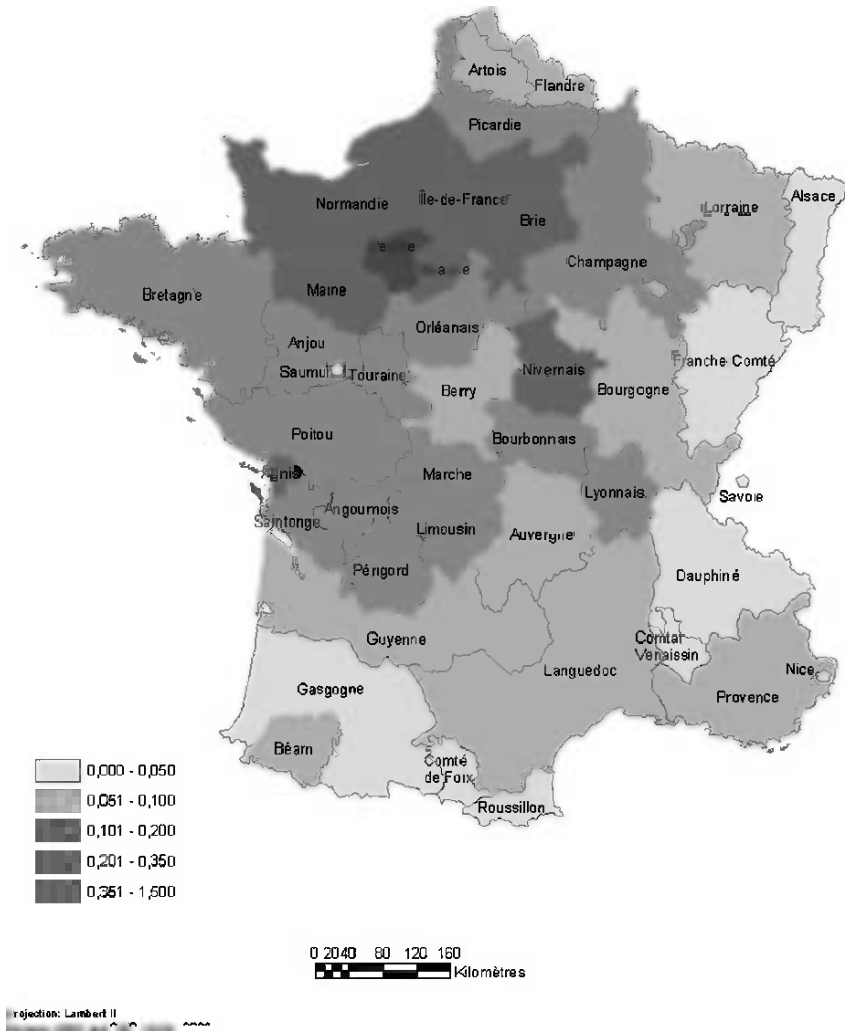 Artois
Flandre
Picardie
Normandie
Île-de-France
Brie
Lorraine
Alsace
Maine
Champagne
Bretagne
Orléanais
Anjou
Saumur
Touraine
Berry
Nivernais
Bourgogne
Franche Comté
Poitou
Bourbonnais
Marche
Lyonnais
Savoie
Saintonge
Angoumois
Limousin
Auvergne
Périgord
Dauphiné
Guyenne
Comtat
Venaissin
Languedoc
Nice
Provence
Gasgogne
Béarn
Comté
de Foix
Roussillon
0,000 - 0,050
0,051 - 0,100
0,101 - 0,200
0,201 - 0,350
0,351 - 1,500
0 20 40 80 120 160
Kilomètres
rojection: Lambert II